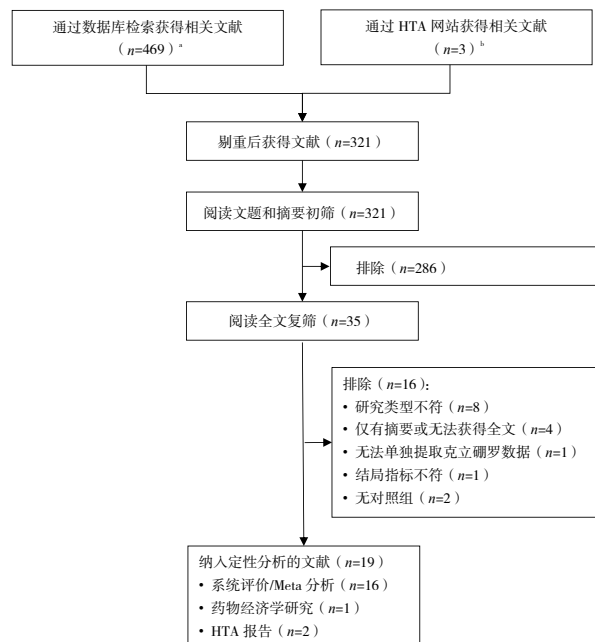 通过数据库检索获得相关文献
（n=469）ᵃ
通过 HTA 网站获得相关文献
（n=3）ᵇ
剔重后获得文献（n=321）
阅读文题和摘要初筛（n=321）
排除（n=286）
阅读全文复筛（n=35）
排除（n=16）：
• 研究类型不符（n=8）
• 仅有摘要或无法获得全文（n=4）
• 无法单独提取克立硼罗数据（n=1）
• 结局指标不符（n=1）
• 无对照组（n=2）
纳入定性分析的文献（n=19）
• 系统评价/Meta 分析（n=16）
• 药物经济学研究（n=1）
• HTA 报告（n=2）